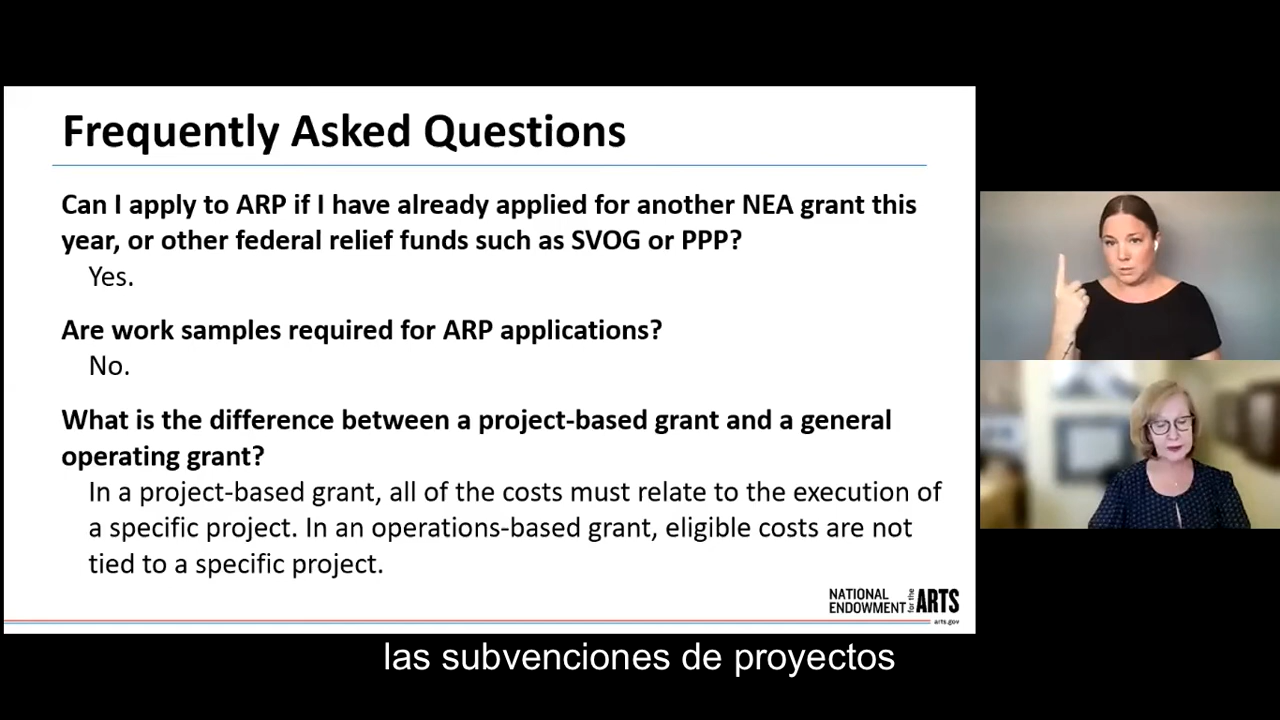 Frequently Asked Questions
Can I apply to ARP if I have already applied for another NEA grant this
year, or other federal relief funds such as SVOG or PPP?
Yes.
Are work samples required for ARP applications?
No.
What is the difference between a project-based grant and a general
operating grant?
In a project-based grant, all of the costs must relate to the execution of
a specific project. In an operations-based grant, eligible costs are not
tied to a specific project.
NATIONAL
ENDOWMENT
for the
ARTS
arts.gov
las subvenciones de proyectos